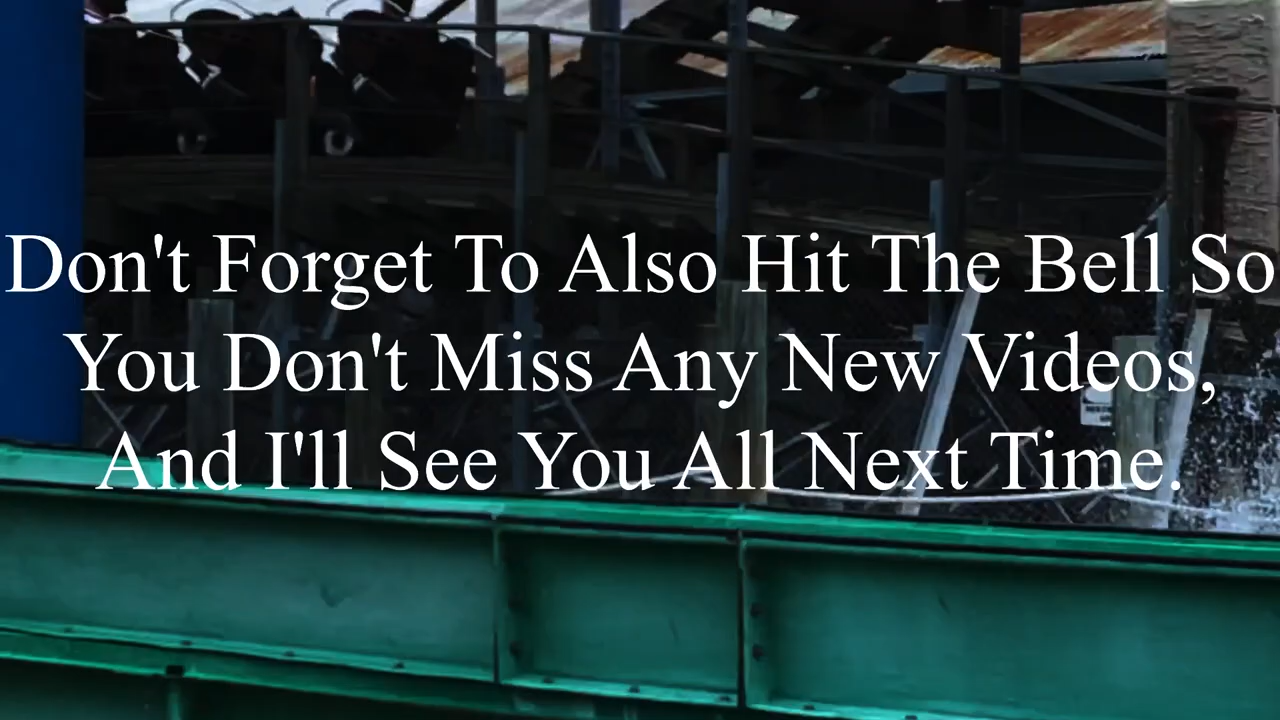 Don't Forget To Also Hit The Bell So
You Don't Miss Any New Videos,
And I'll See You All Next Time.